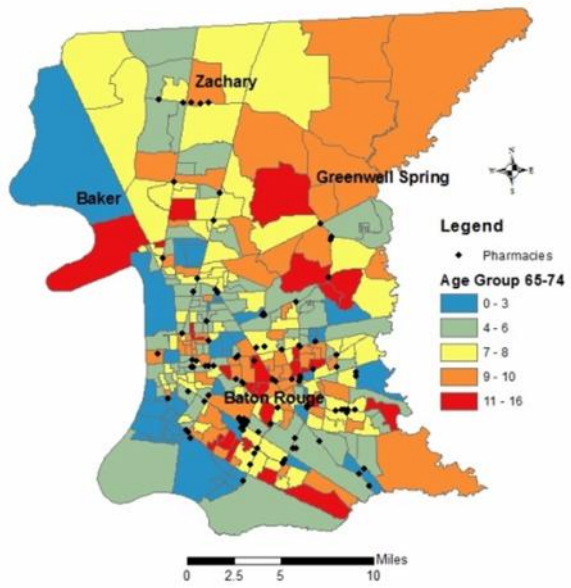 Zachary
Greenwell Spring
Baker
Baton Rouge
N
W E
S
Legend
Pharmacies
Age Group 65-74
0 - 3
4 - 6
7 - 8
9 - 10
11 - 16
Miles
0 2.5 5 10